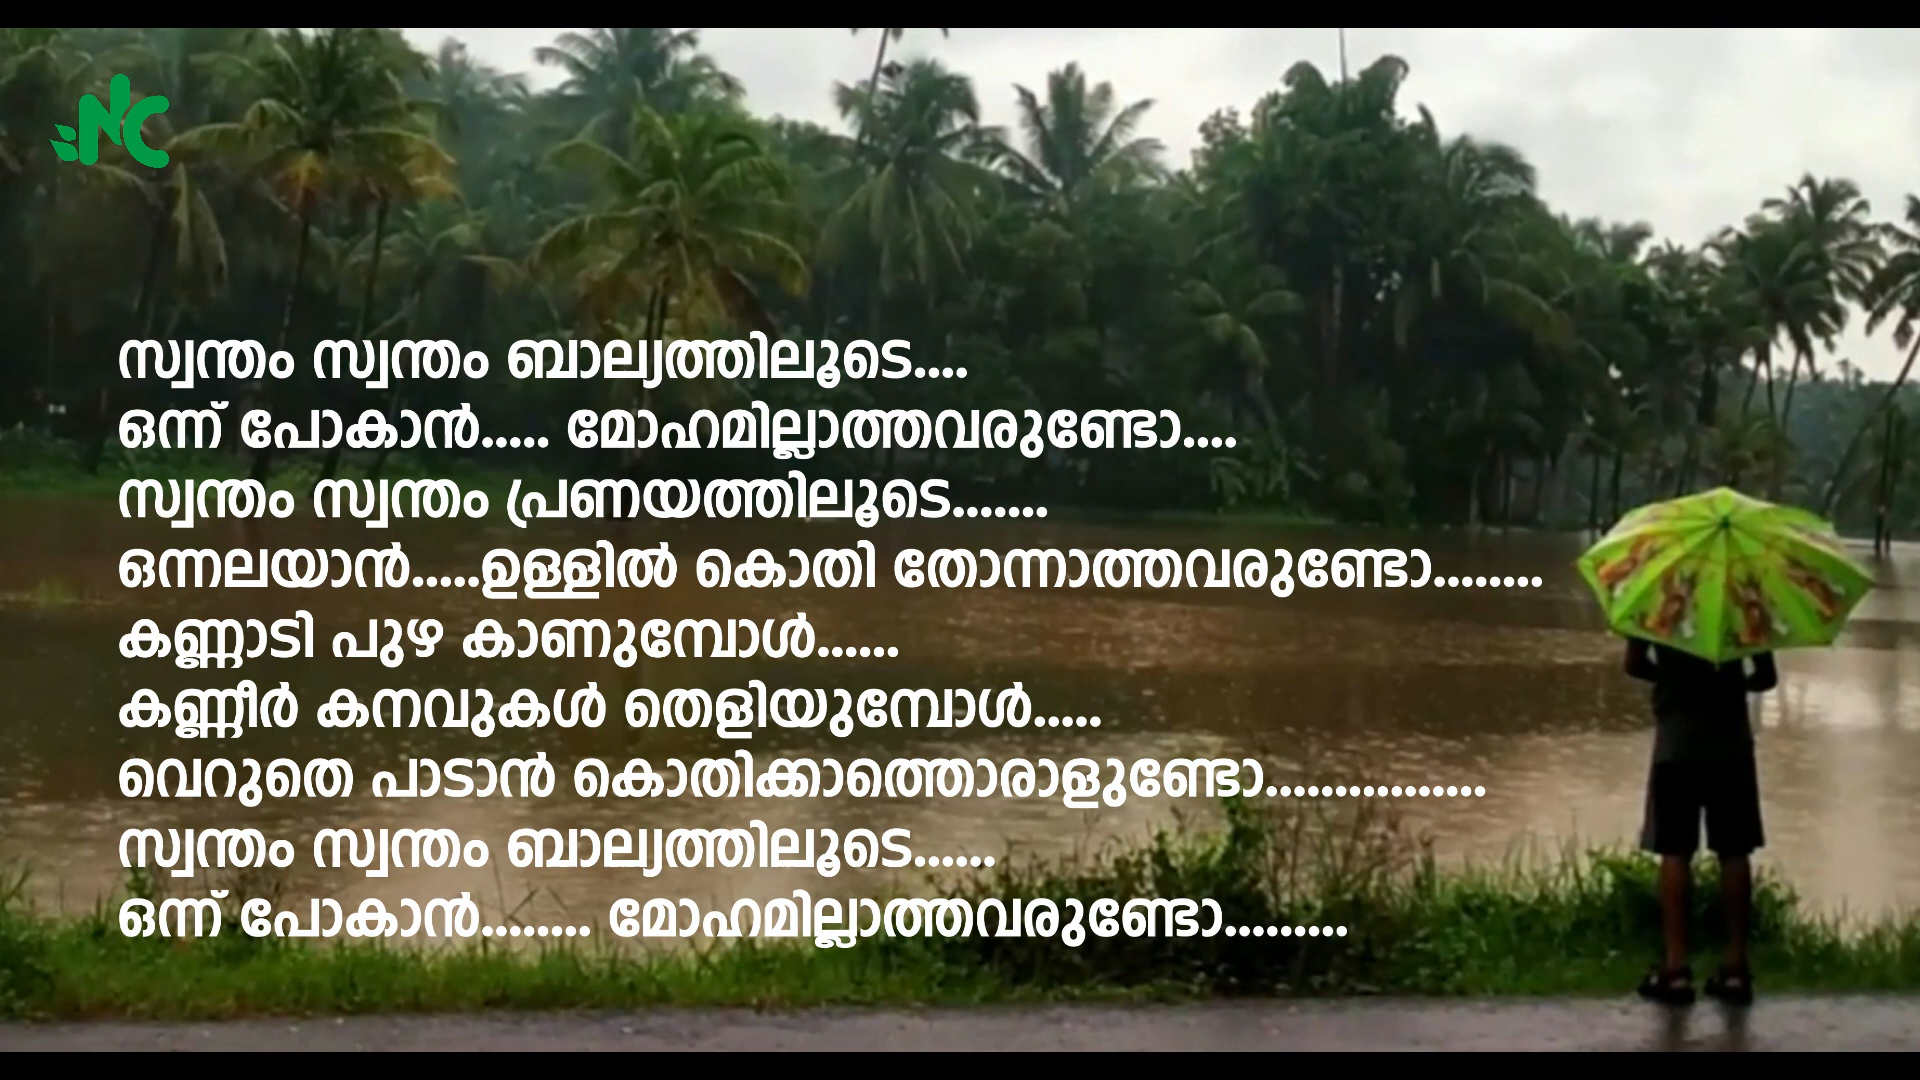 NC
സ്വന്തം സ്വന്തം ബാല്യത്തിലൂടെ....
ഒന്ന് പോകാൻ..... മോഹമില്ലാത്തവരുണ്ടോ....
സ്വന്തം സ്വന്തം പ്രണയത്തിലൂടെ.......
ഒന്നലയാൻ.....ഉള്ളിൽ കൊതി തോന്നാത്തവരുണ്ടോ........
കണ്ണാടി പുഴ കാണുമ്പോൾ......
കണ്ണീർ കനവുകൾ തെളിയുമ്പോൾ.....
വെറുതെ പാടാൻ കൊതിക്കാത്തൊരാളുണ്ടോ................
സ്വന്തം സ്വന്തം ബാല്യത്തിലൂടെ......
ഒന്ന് പോകാൻ........ മോഹമില്ലാത്തവരുണ്ടോ.........